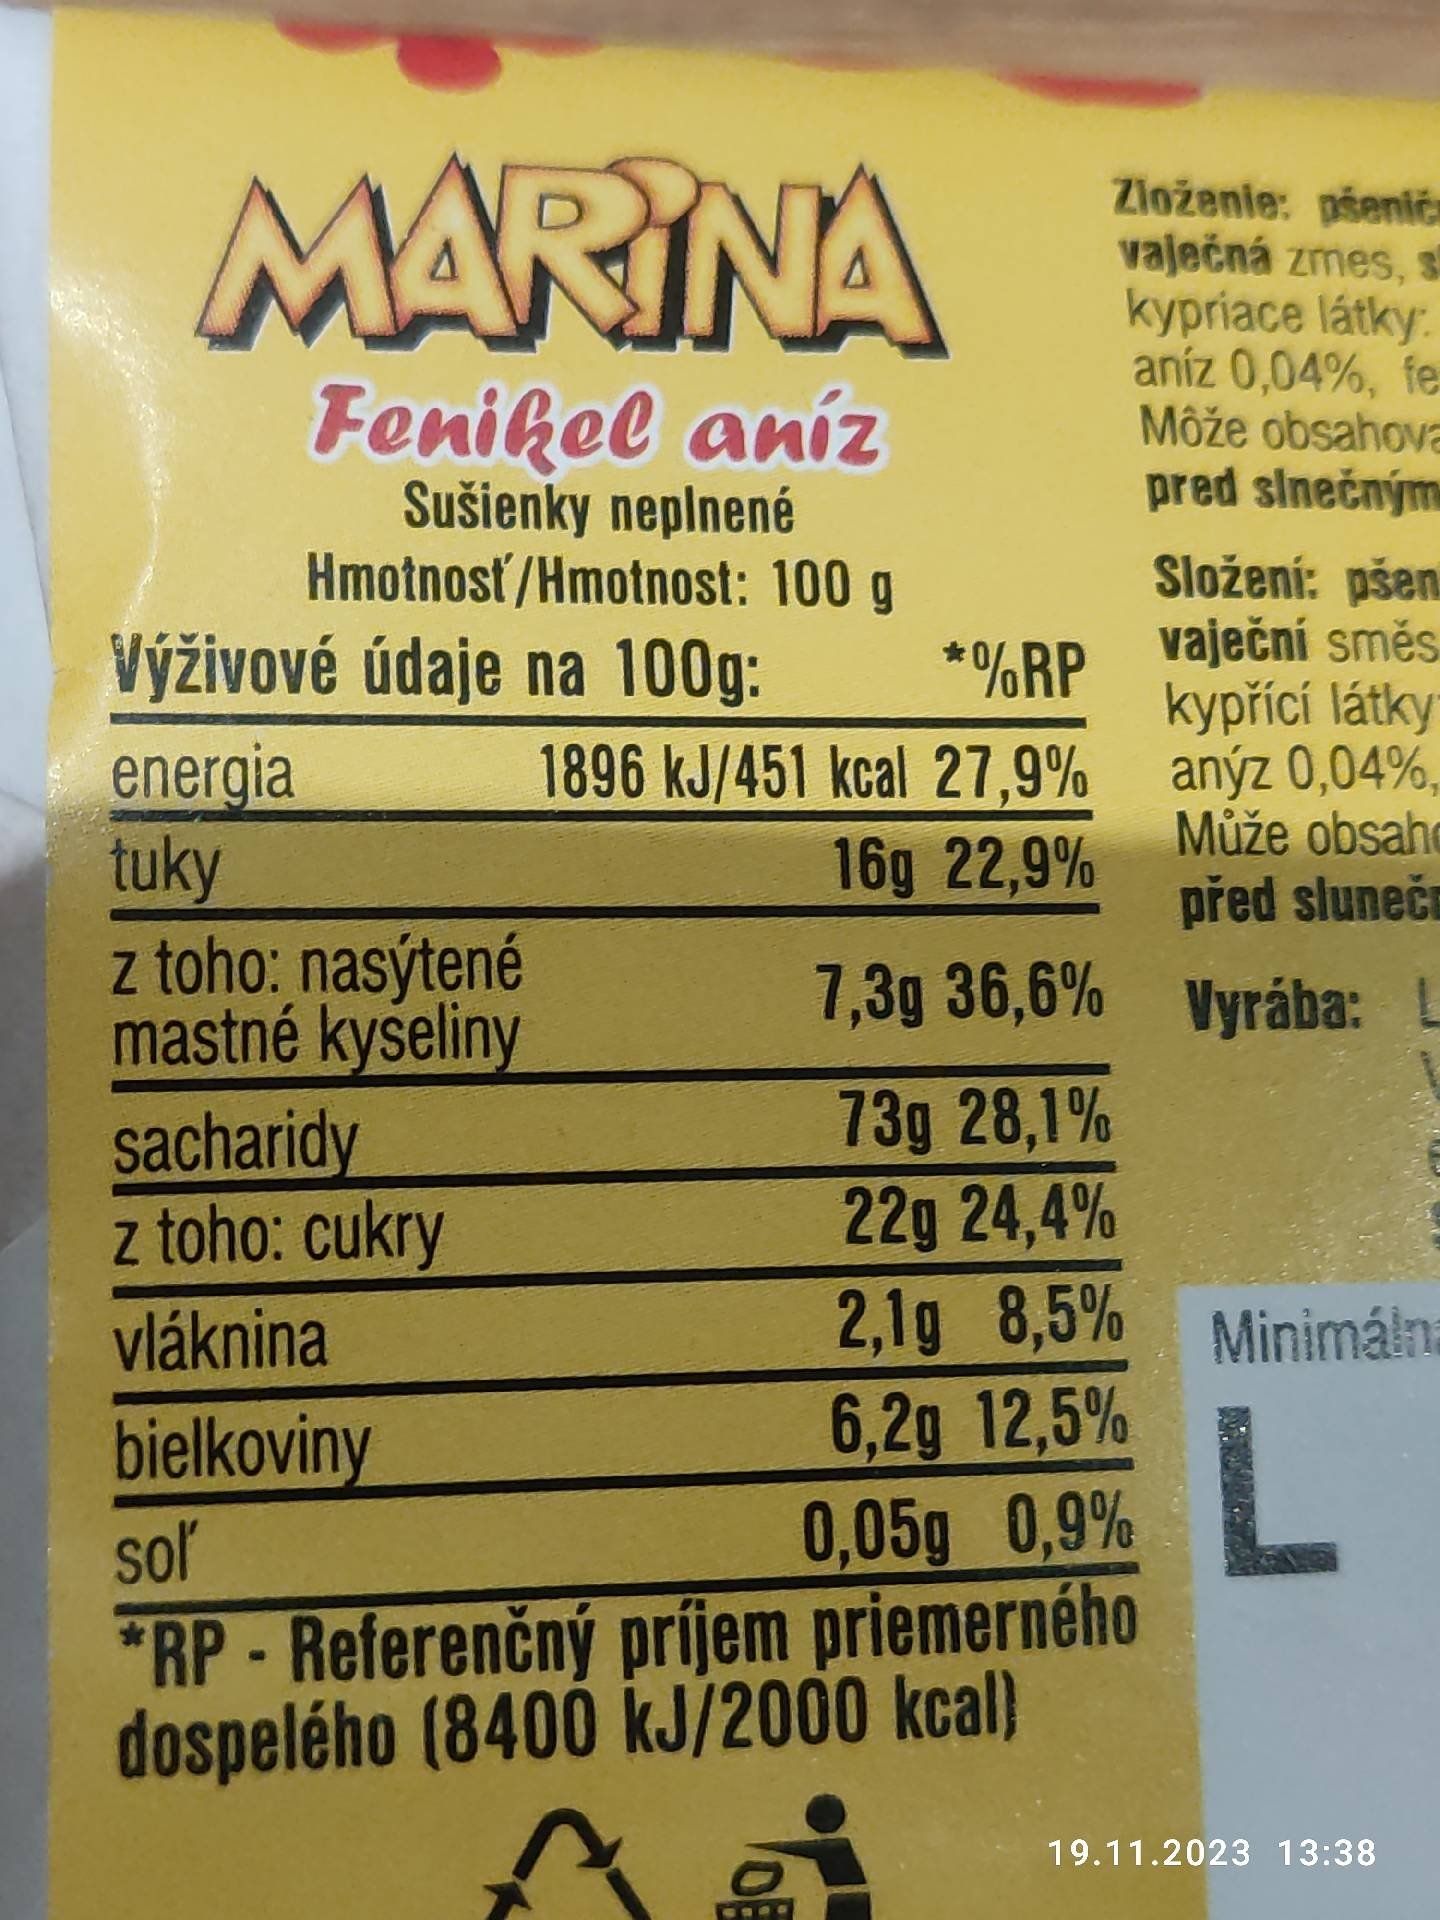 MARINA
Fenikel aníz
Sušienky neplnené
Hmotnosť/Hmotnost: 100 g
Výživové údaje na 100g: *%RP
energia 1896 kJ/451 kcal 27,9%
tuky 16g 22,9%
z toho: nasýtené
mastné kyseliny 7,3g 36,6%
sacharidy 73g 28,1%
z toho: cukry 22g 24,4%
vláknina 2,1g 8,5%
bielkoviny 6,2g 12,5%
soľ 0,05g 0,9%
*RP - Referenčný príjem priemerného
dospelého (8400 kJ/2000 kcal)
Zloženie:
vaječná zmes,
kypriace látky:
aníz 0,04%,
Môže
pred
Složení:
vaječní
kypřící látky
anýz 0,04%,
Může
před
Vyrába:
L
19.11.2023 13:38